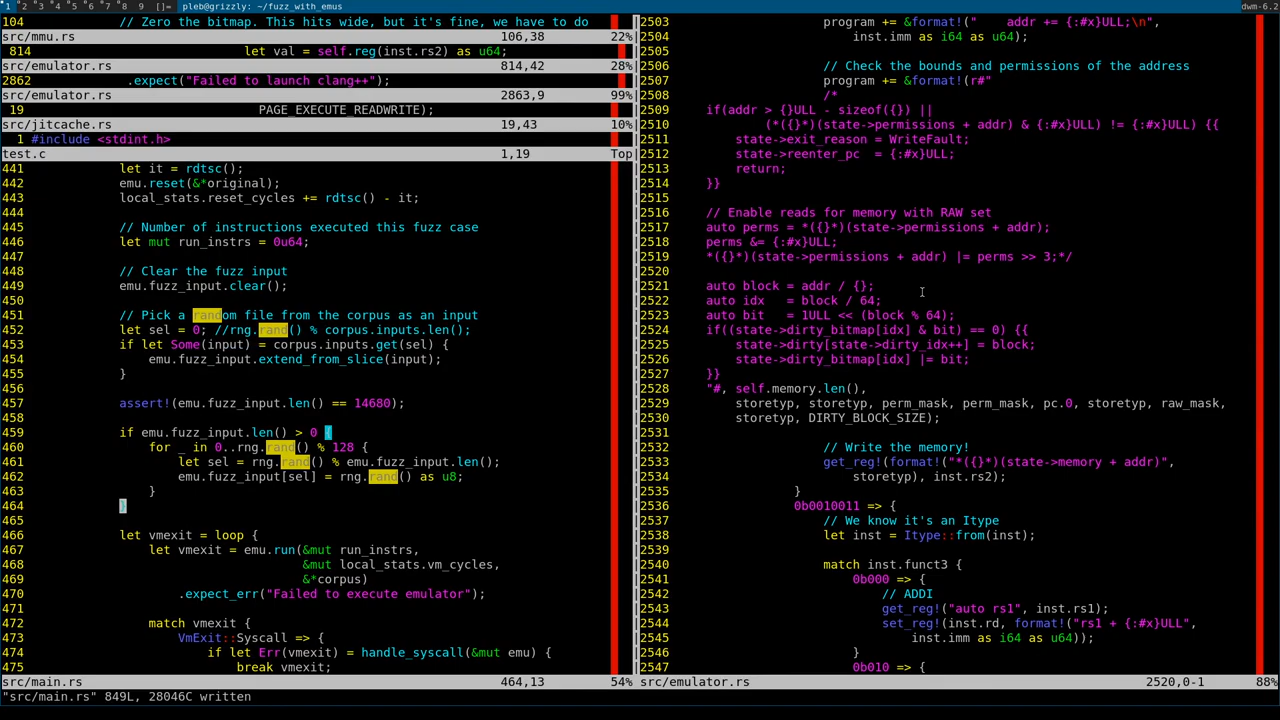 1 2 3 4 5 6 7 8 9 []= pleb@grizzly: ~/fuzz_with_emus dwm-6.2
104 // Zero the bitmap. This hits wide, but it's fine, we have to do
src/mmu.rs 106,38 22%
814 let val = self.reg(inst.rs2) as u64;
src/emulator.rs 814,42 28%
2862 .expect("Failed to launch clang++");
src/emulator.rs 2863,9 99%
19 PAGE_EXECUTE_READWRITE);
src/jitcache.rs 19,43 10%
1 #include <stdint.h>
test.c 1,19 Top
441 let it = rdtsc();
442 emu.reset(&*original);
443 local_stats.reset_cycles += rdtsc() - it;
444
445 // Number of instructions executed this fuzz case
446 let mut run_instrs = 0u64;
447
448 // Clear the fuzz input
449 emu.fuzz_input.clear();
450
451 // Pick a random file from the corpus as an input
452 let sel = 0; //rng.rand() % corpus.inputs.len();
453 if let Some(input) = corpus.inputs.get(sel) {
454 emu.fuzz_input.extend_from_slice(input);
455 }
456
457 assert!(emu.fuzz_input.len() == 14680);
458
459 if emu.fuzz_input.len() > 0 {
460 for _ in 0..rng.rand() % 128 {
461 let sel = rng.rand() % emu.fuzz_input.len();
462 emu.fuzz_input[sel] = rng.rand() as u8;
463 }
464 }
465
466 let vmexit = loop {
467 let vmexit = emu.run(&mut run_instrs,
468 &mut local_stats.vm_cycles,
469 &*corpus)
470 .expect_err("Failed to execute emulator");
471
472 match vmexit {
473 VmExit::Syscall => {
474 if let Err(vmexit) = handle_syscall(&mut emu) {
475 break vmexit;
src/main.rs 464,13 54%
"src/main.rs" 849L, 28046C written
2503 program += &format!(" addr += {:#x}ULL;\n",
2504 inst.imm as i64 as u64);
2505
2506 // Check the bounds and permissions of the address
2507 program += &format!(r#"
2508 /*
2509 if(addr > {}ULL - sizeof({}) ||
2510 (*({}*)(state->permissions + addr) & {:#x}ULL) != {:#x}ULL) {{
2511 state->exit_reason = WriteFault;
2512 state->reenter_pc = {:#x}ULL;
2513 return;
2514 }}
2515
2516 // Enable reads for memory with RAW set
2517 auto perms = *({}*)(state->permissions + addr);
2518 perms &= {:#x}ULL;
2519 *({}*)(state->permissions + addr) |= perms >> 3;*/
2520
2521 auto block = addr / {};
2522 auto idx = block / 64;
2523 auto bit = 1ULL << (block % 64);
2524 if((state->dirty_bitmap[idx] & bit) == 0) {{
2525 state->dirty[state->dirty_idx++] = block;
2526 state->dirty_bitmap[idx] |= bit;
2527 }}
2528 "#, self.memory.len(),
2529 storetyp, storetyp, perm_mask, perm_mask, pc.0, storetyp, raw_mask,
2530 storetyp, DIRTY_BLOCK_SIZE);
2531
2532 // Write the memory!
2533 get_reg!(format!("*({}*)(state->memory + addr)",
2534 storetyp), inst.rs2);
2535 }
2536 0b0010011 => {
2537 // We know it's an Itype
2538 let inst = Itype::from(inst);
2539
2540 match inst.funct3 {
2541 0b000 => {
2542 // ADDI
2543 get_reg!("auto rs1", inst.rs1);
2544 set_reg!(inst.rd, format!("rs1 + {:#x}ULL",
2545 inst.imm as i64 as u64));
2546 }
2547 0b010 => {
src/emulator.rs 2520,0-1 88%